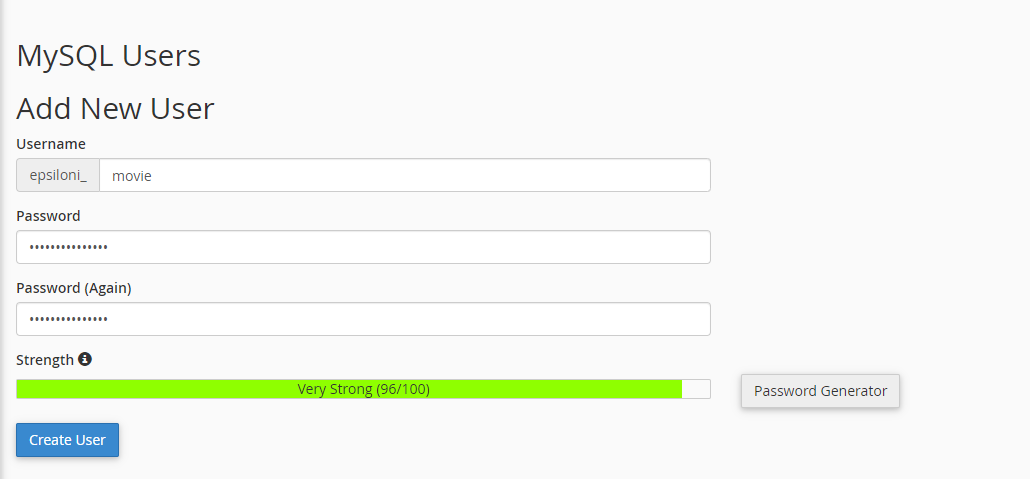 MySQL Users
Add New User
Username
epsiloni_ movie
Password
•••••••••••••••
Password (Again)
•••••••••••••••
Strength
Very Strong (96/100)
Password Generator
Create User